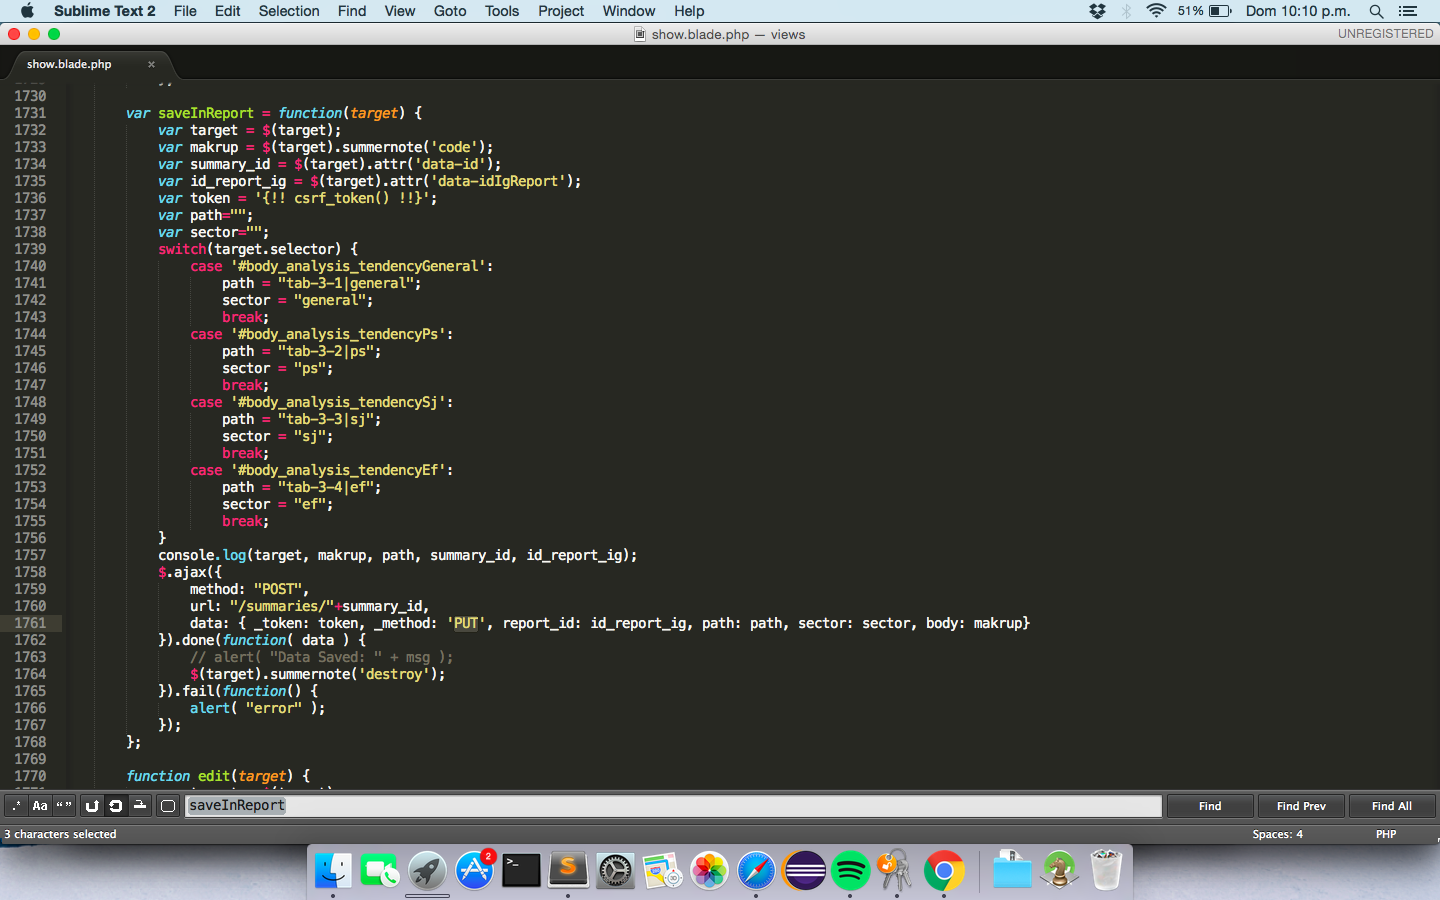 Sublime Text 2 File Edit Selection Find View Goto Tools Project Window Help 51% Dom 10:10 p.m.
show.blade.php — views UNREGISTERED
show.blade.php ×
1730
1731 var saveInReport = function(target) {
1732 var target = $(target);
1733 var makrup = $(target).summernote('code');
1734 var summary_id = $(target).attr('data-id');
1735 var id_report_ig = $(target).attr('data-idIgReport');
1736 var token = '{!! csrf_token() !!}';
1737 var path="";
1738 var sector="";
1739 switch(target.selector) {
1740 case '#body_analysis_tendencyGeneral':
1741 path = "tab-3-1|general";
1742 sector = "general";
1743 break;
1744 case '#body_analysis_tendencyPs':
1745 path = "tab-3-2|ps";
1746 sector = "ps";
1747 break;
1748 case '#body_analysis_tendencySj':
1749 path = "tab-3-3|sj";
1750 sector = "sj";
1751 break;
1752 case '#body_analysis_tendencyEf':
1753 path = "tab-3-4|ef";
1754 sector = "ef";
1755 break;
1756 }
1757 console.log(target, makrup, path, summary_id, id_report_ig);
1758 $.ajax({
1759 method: "POST",
1760 url: "/summaries/"+summary_id,
1761 data: { _token: token, _method: 'PUT', report_id: id_report_ig, path: path, sector: sector, body: makrup}
1762 }).done(function( data ) {
1763 // alert( "Data Saved: " + msg );
1764 $(target).summernote('destroy');
1765 }).fail(function() {
1766 alert( "error" );
1767 });
1768 };
1769
1770 function edit(target) {
.* Aa “ ” saveInReport Find Find Prev Find All
3 characters selected Spaces: 4 PHP
2